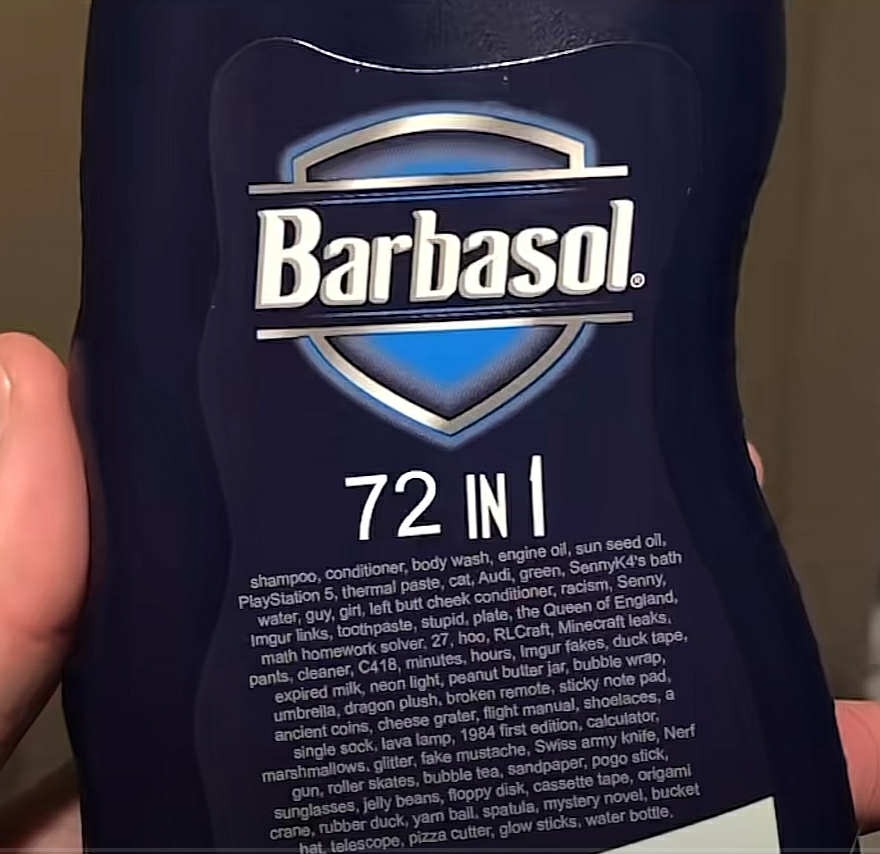 Barbasol®
72 IN 1
shampoo, conditioner, body wash, engine oil, sun seed oil,
PlayStation 5, thermal paste, cat, Audi, green, SennyK4's bath
water, guy, girl, left butt cheek conditioner, racism, Senny,
Imgur links, toothpaste, stupid, plate, the Queen of England,
math homework solver, 27, hoo, RLCraft, Minecraft leaks,
pants, cleaner, C418, minutes, hours, Imgur fakes, duck tape,
expired milk, neon light, peanut butter jar, bubble wrap,
umbrella, dragon plush, broken remote, sticky note pad,
ancient coins, cheese grater, flight manual, shoelaces, a
single sock, lava lamp, 1984 first edition, calculator,
marshmallows, glitter, fake mustache, Swiss army knife, Nerf
gun, roller skates, bubble tea, sandpaper, pogo stick,
sunglasses, jelly beans, floppy disk, cassette tape, origami
crane, rubber duck, yarn ball, spatula, mystery novel, bucket
hat, telescope, pizza cutter, glow sticks, water bottle,